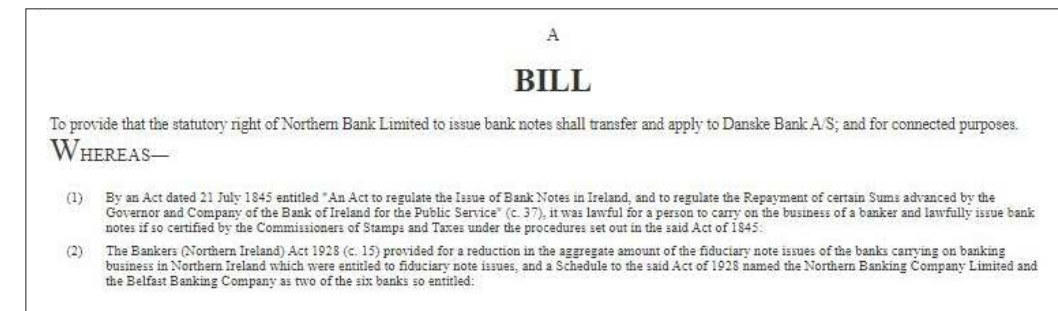 A
BILL
To provide that the statutory right of Northern Bank Limited to issue bank notes shall transfer and apply to Danske Bank A/S; and for connected purposes.
WHEREAS—
(1) By an Act dated 21 July 1845 entitled "An Act to regulate the Issue of Bank Notes in Ireland, and to regulate the Repayment of certain Sums advanced by the
Governor and Company of the Bank of Ireland for the Public Service" (c. 37), it was lawful for a person to carry on the business of a banker and lawfully issue bank
notes if so certified by the Commissioners of Stamps and Taxes under the procedures set out in the said Act of 1845:
(2) The Bankers (Northern Ireland) Act 1928 (c. 15) provided for a reduction in the aggregate amount of the fiduciary note issues of the banks carrying on banking
business in Northern Ireland which were entitled to fiduciary note issues, and a Schedule to the said Act of 1928 named the Northern Banking Company Limited and
the Belfast Banking Company as two of the six banks so entitled: